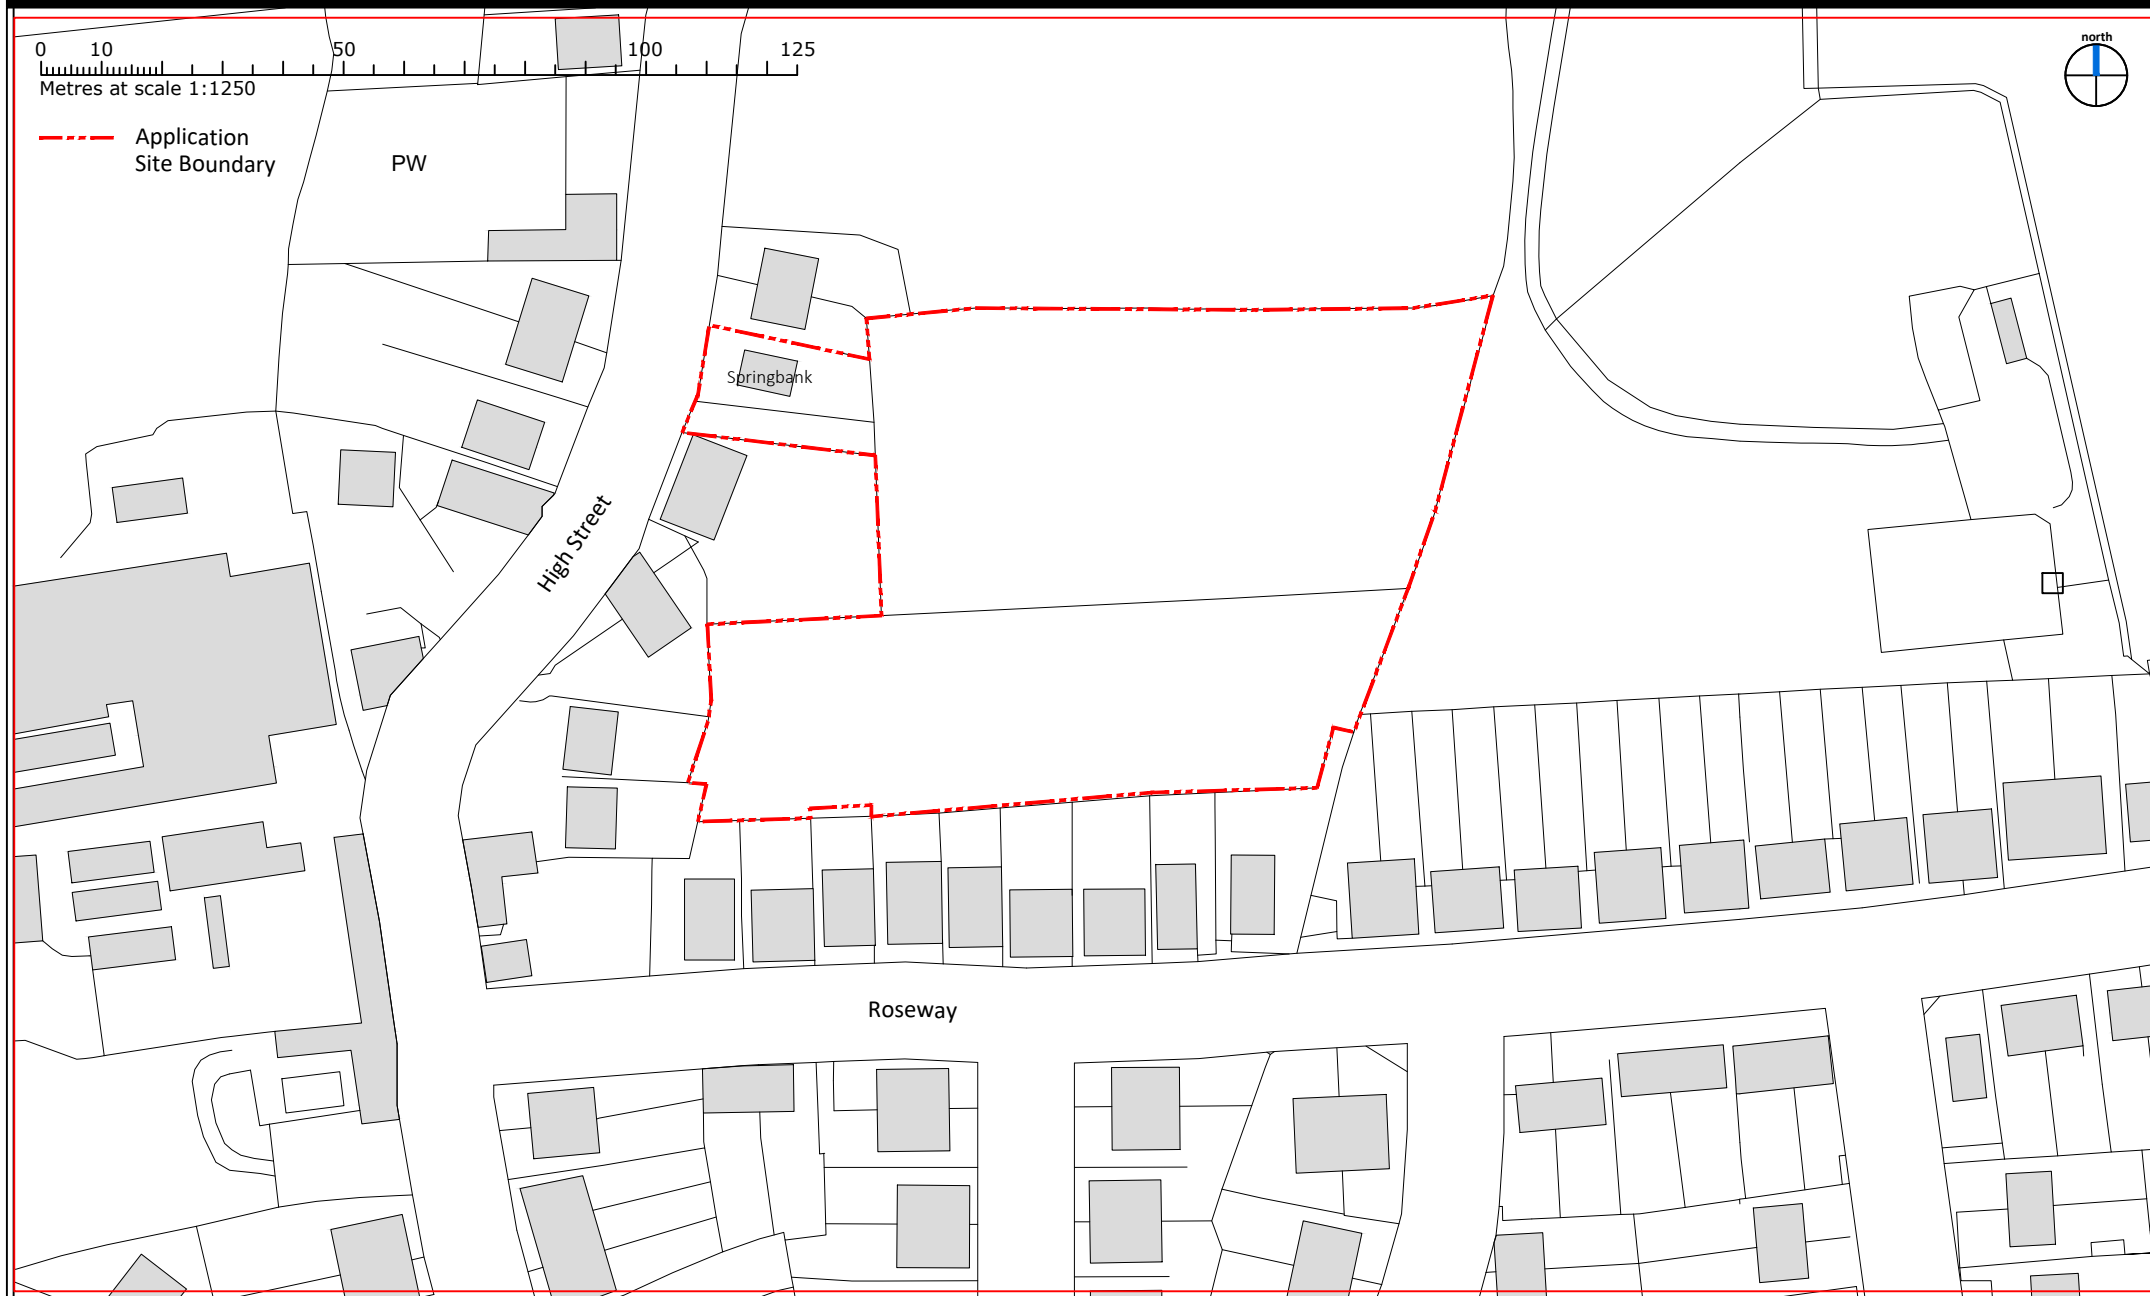 0 10 50 100 125
Metres at scale 1:1250
north
Application
Site Boundary
PW
Springbank
High Street
Roseway